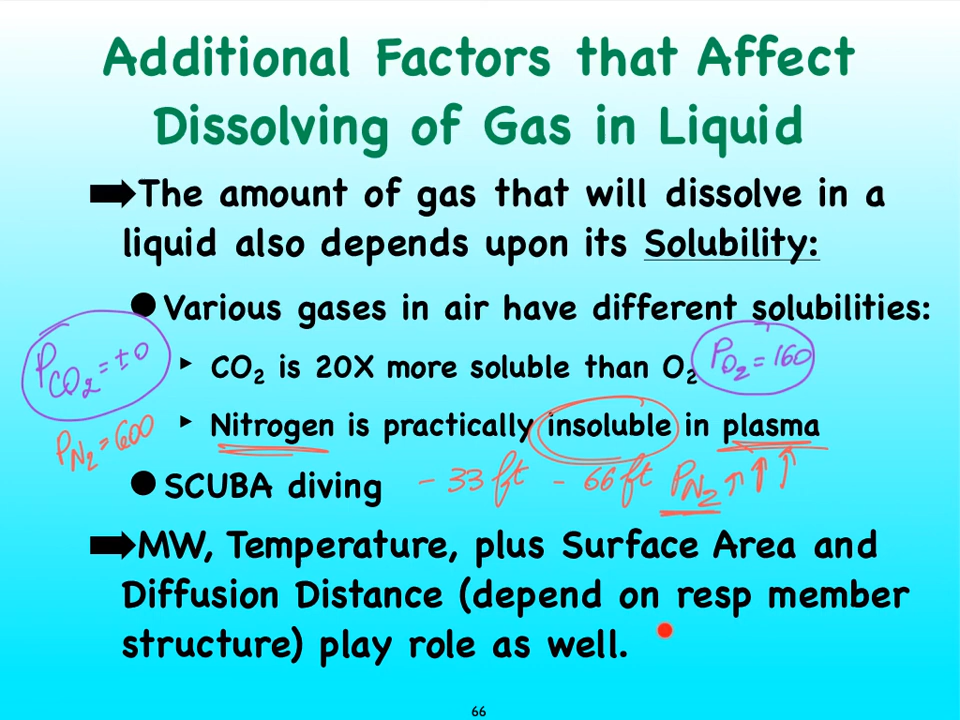 Additional Factors that Affect
Dissolving of Gas in Liquid
➡The amount of gas that will dissolve in a
liquid also depends upon its Solubility:
● Various gases in air have different solubilities:
PCO₂ = ±0
‣ CO₂ is 20X more soluble than O₂ PO₂ = 160
‣ Nitrogen is practically insoluble in plasma
PN₂ = 600
● SCUBA diving - 33 ft - 66 ft PN₂ ↑ ↑ ↑
➡MW, Temperature, plus Surface Area and
Diffusion Distance (depend on resp member
structure) play role as well.
66